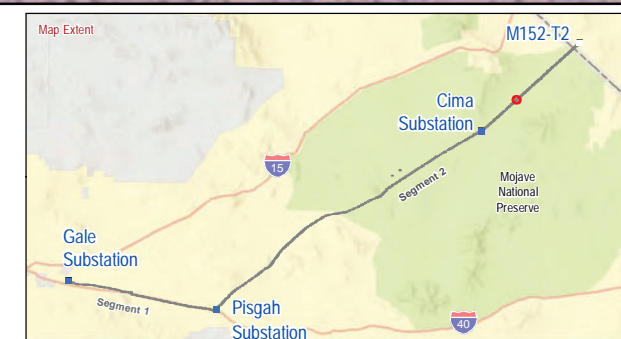 Map Extent
M152-T2
Cima
Substation
15
Segment 2
Mojave
National
Preserve
Gale
Substation
Segment 1
Pisgah
Substation
40